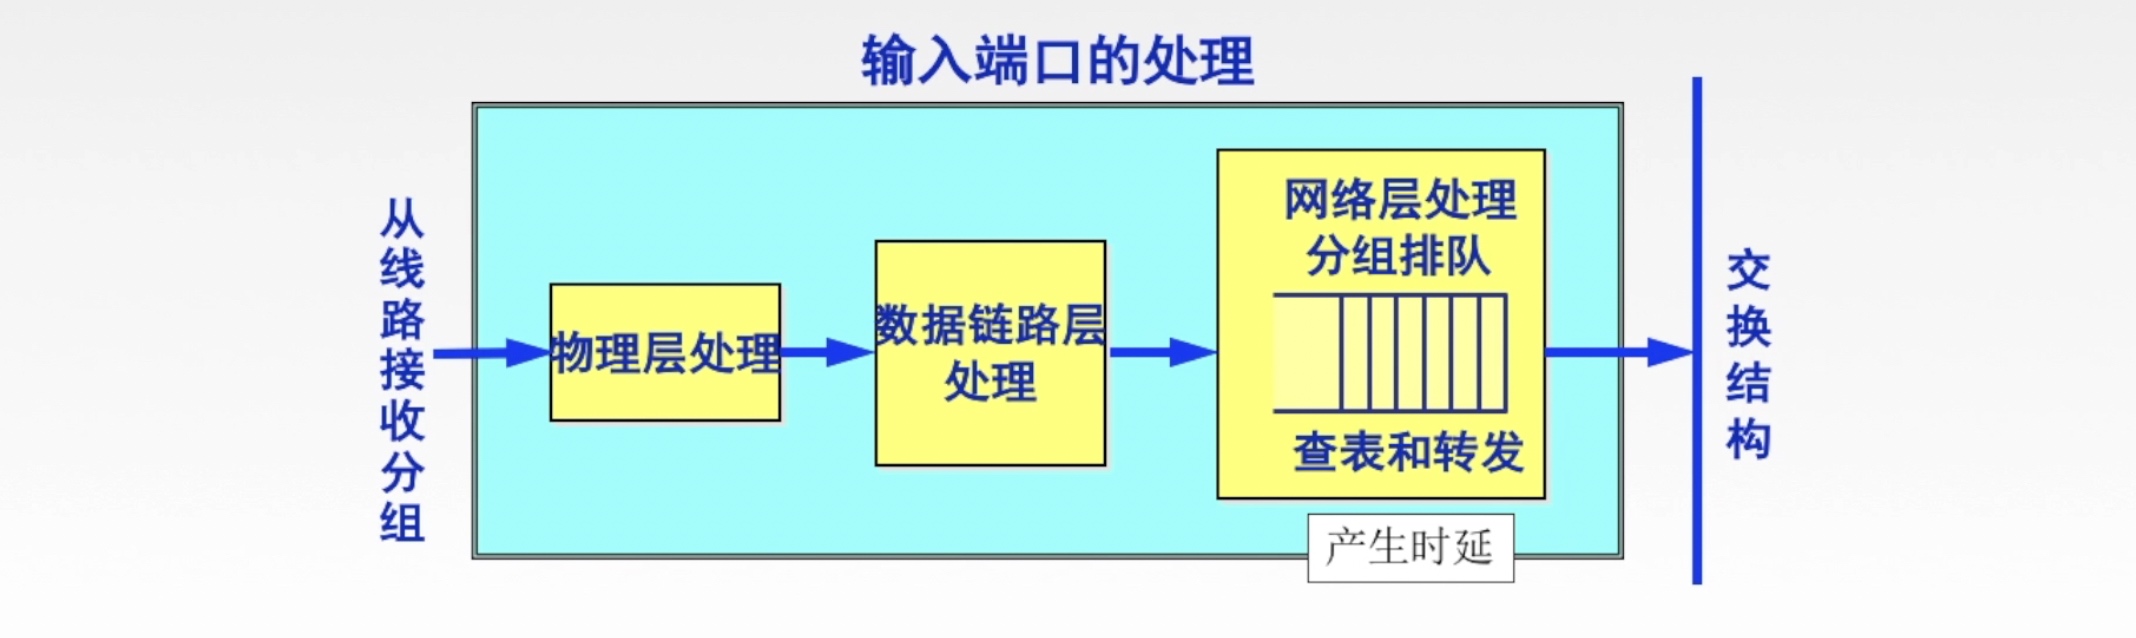 输入端口的处理
从线路接收分组
物理层处理
数据链路层
处理
网络层处理
分组排队
查表和转发
产生时延
交换结构